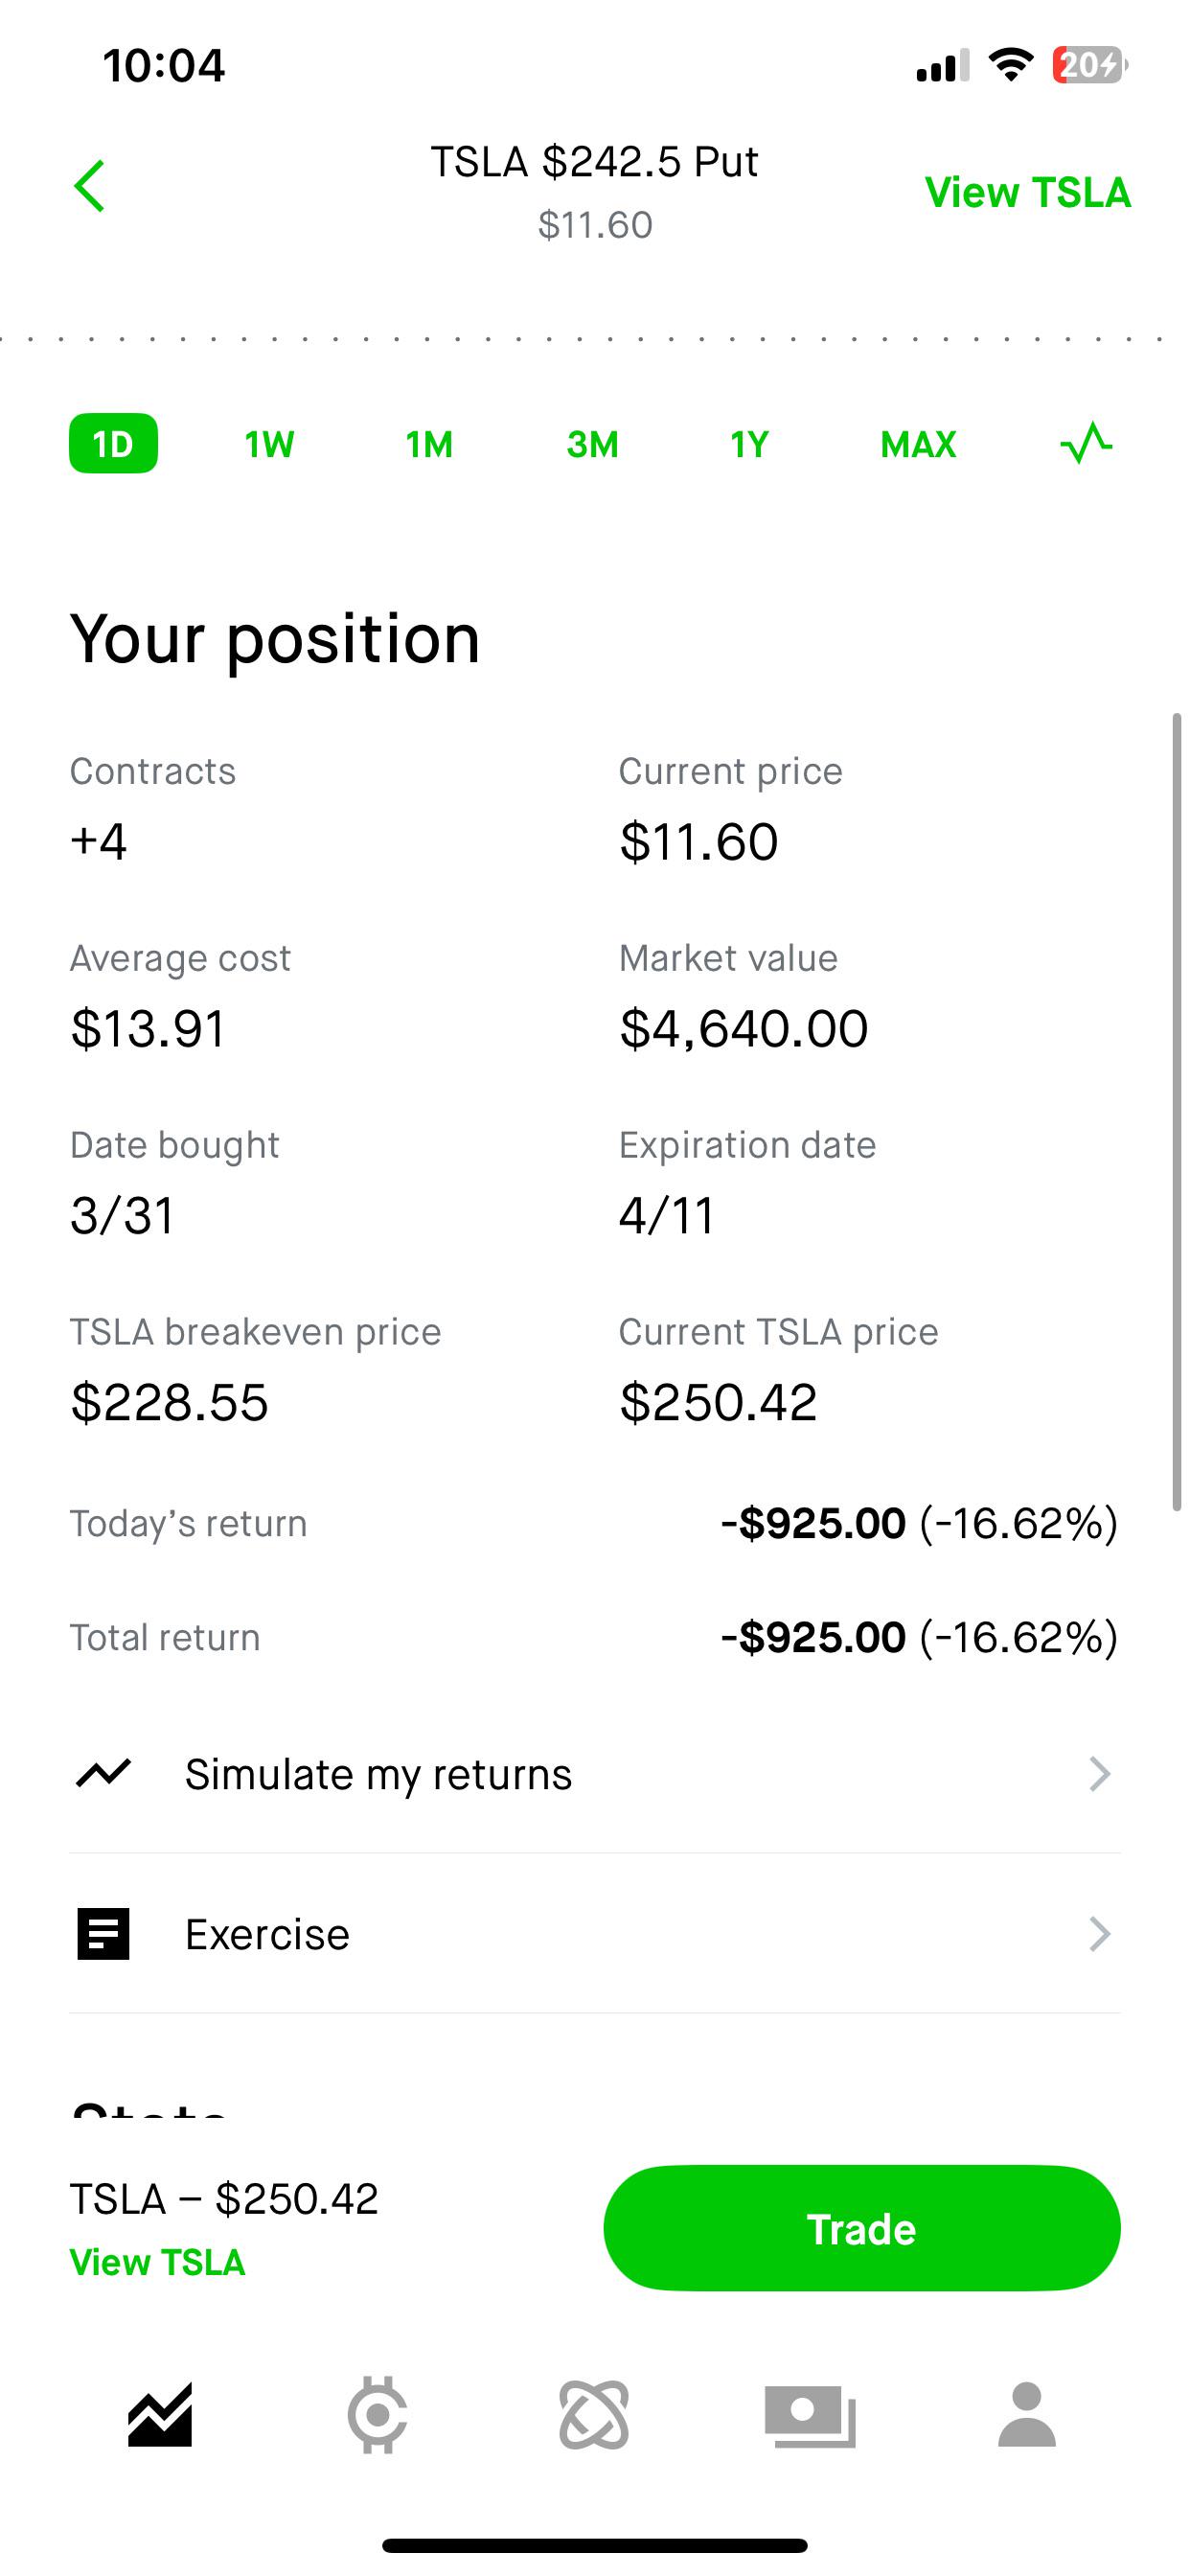 10:04
20
TSLA $242.5 Put
$11.60
View TSLA
1D 1W 1M 3M 1Y MAX
Your position
Contracts
+4
Current price
$11.60
Average cost
$13.91
Market value
$4,640.00
Date bought
3/31
Expiration date
4/11
TSLA breakeven price
$228.55
Current TSLA price
$250.42
Today’s return -$925.00 (-16.62%)
Total return -$925.00 (-16.62%)
Simulate my returns
Exercise
Stats
TSLA – $250.42
View TSLA
Trade